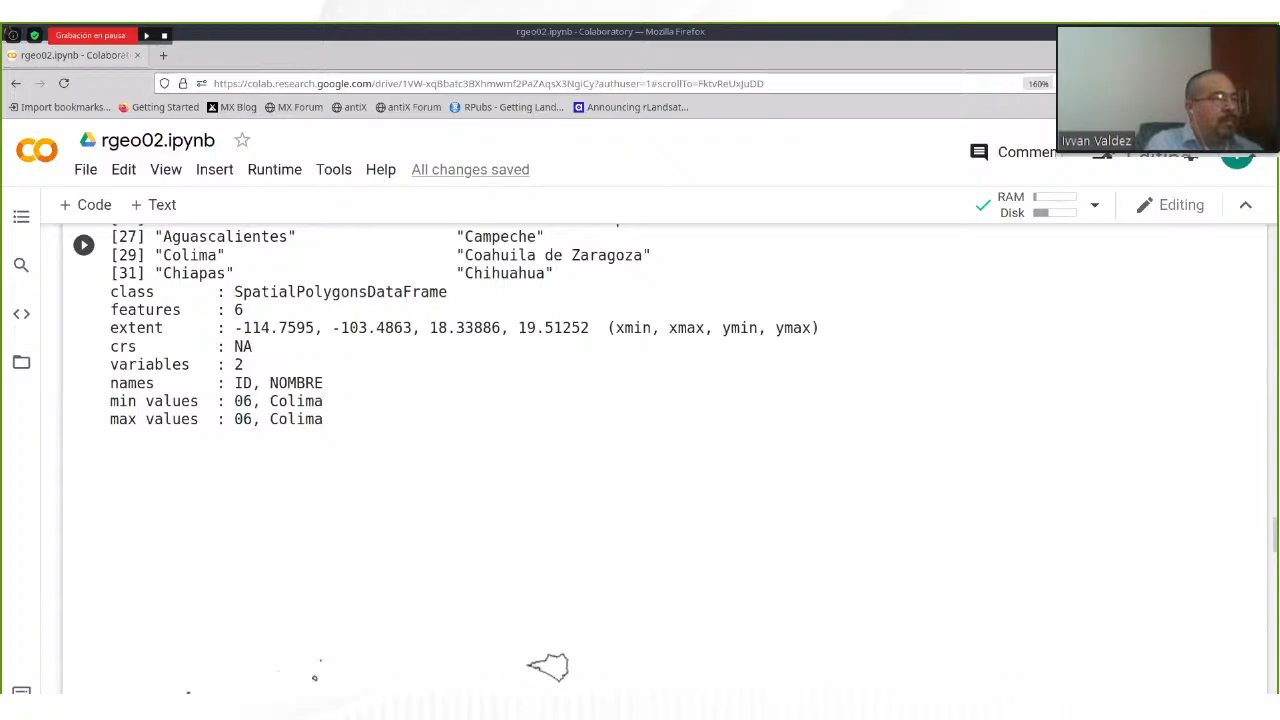 Grabación en pausa
rgeo02.ipynb - Colaboratory — Mozilla Firefox
rgeo02.ipynb - Colaborat
https://colab.research.google.com/drive/1VW-xqBbatc3BXhmwmf2PaZAqsX3NgiCy?authuser=1#scrollTo=FktvReUxJuDD
160%
Import bookmarks... Getting Started MX Blog MX Forum antiX antiX Forum RPubs - Getting Land... Announcing rLandsat...
Ivvan Valdez
rgeo02.ipynb
Comment
File Edit View Insert Runtime Tools Help All changes saved
+ Code + Text
RAM
Disk
Editing
[27] "Aguascalientes" "Campeche"
[29] "Colima" "Coahuila de Zaragoza"
[31] "Chiapas" "Chihuahua"
class : SpatialPolygonsDataFrame
features : 6
extent : -114.7595, -103.4863, 18.33886, 19.51252 (xmin, xmax, ymin, ymax)
crs : NA
variables : 2
names : ID, NOMBRE
min values : 06, Colima
max values : 06, Colima